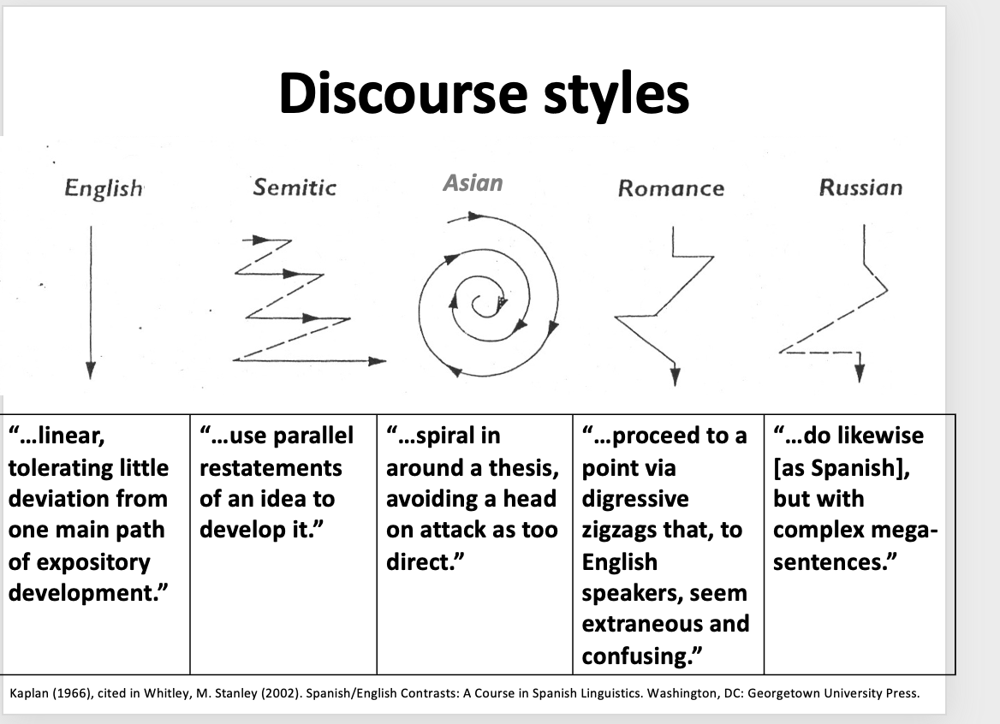 Discourse styles
English
Semitic
Asian
Romance
Russian
“…linear,
tolerating little
deviation from
one main path
of expository
development.”
“…use parallel
restatements
of an idea to
develop it.”
“…spiral in
around a thesis,
avoiding a head
on attack as too
direct.”
“…proceed to a
point via
digressive
zigzags that, to
English
speakers, seem
extraneous and
confusing.”
“…do likewise
[as Spanish],
but with
complex mega-
sentences.”
Kaplan (1966), cited in Whitley, M. Stanley (2002). Spanish/English Contrasts: A Course in Spanish Linguistics. Washington, DC: Georgetown University Press.